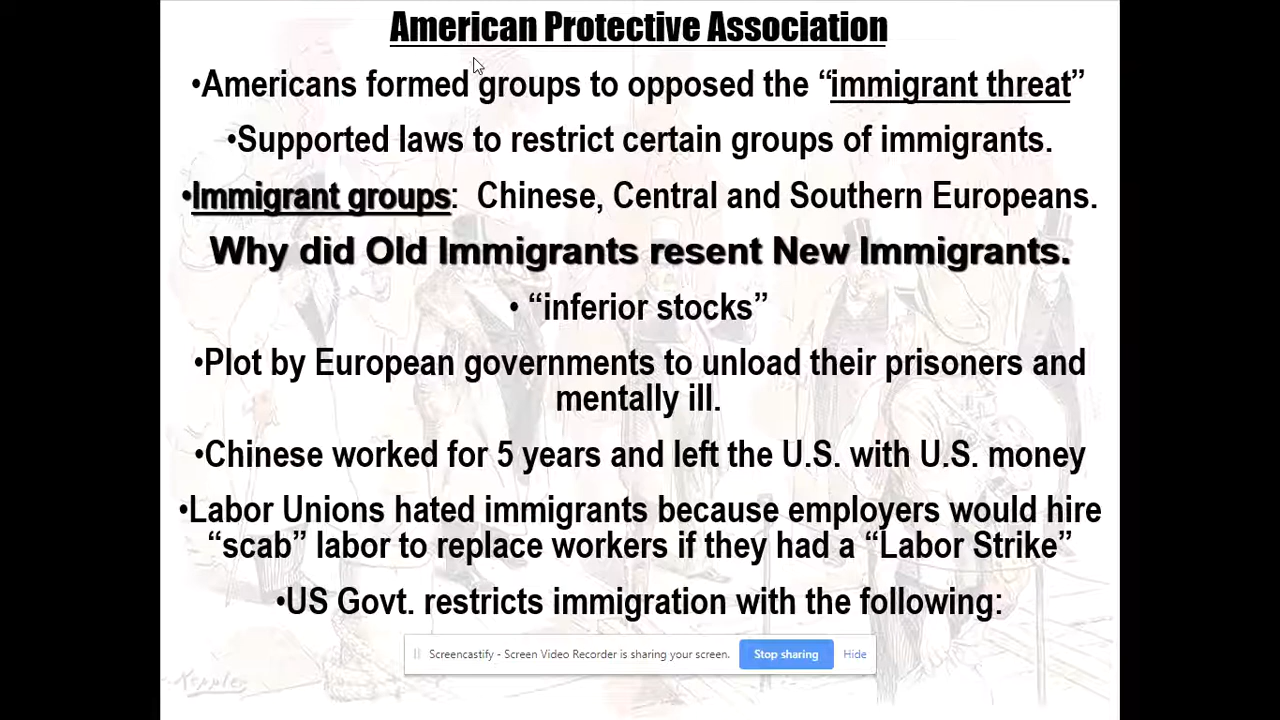 American Protective Association
•Americans formed groups to opposed the “immigrant threat”
•Supported laws to restrict certain groups of immigrants.
•Immigrant groups:  Chinese, Central and Southern Europeans.
Why did Old Immigrants resent New Immigrants.
• “inferior stocks”
•Plot by European governments to unload their prisoners and
mentally ill.
•Chinese worked for 5 years and left the U.S. with U.S. money
•Labor Unions hated immigrants because employers would hire
“scab” labor to replace workers if they had a “Labor Strike”
•US Govt. restricts immigration with the following:
Screencastify - Screen Video Recorder is sharing your screen. Stop sharing Hide
Keppler